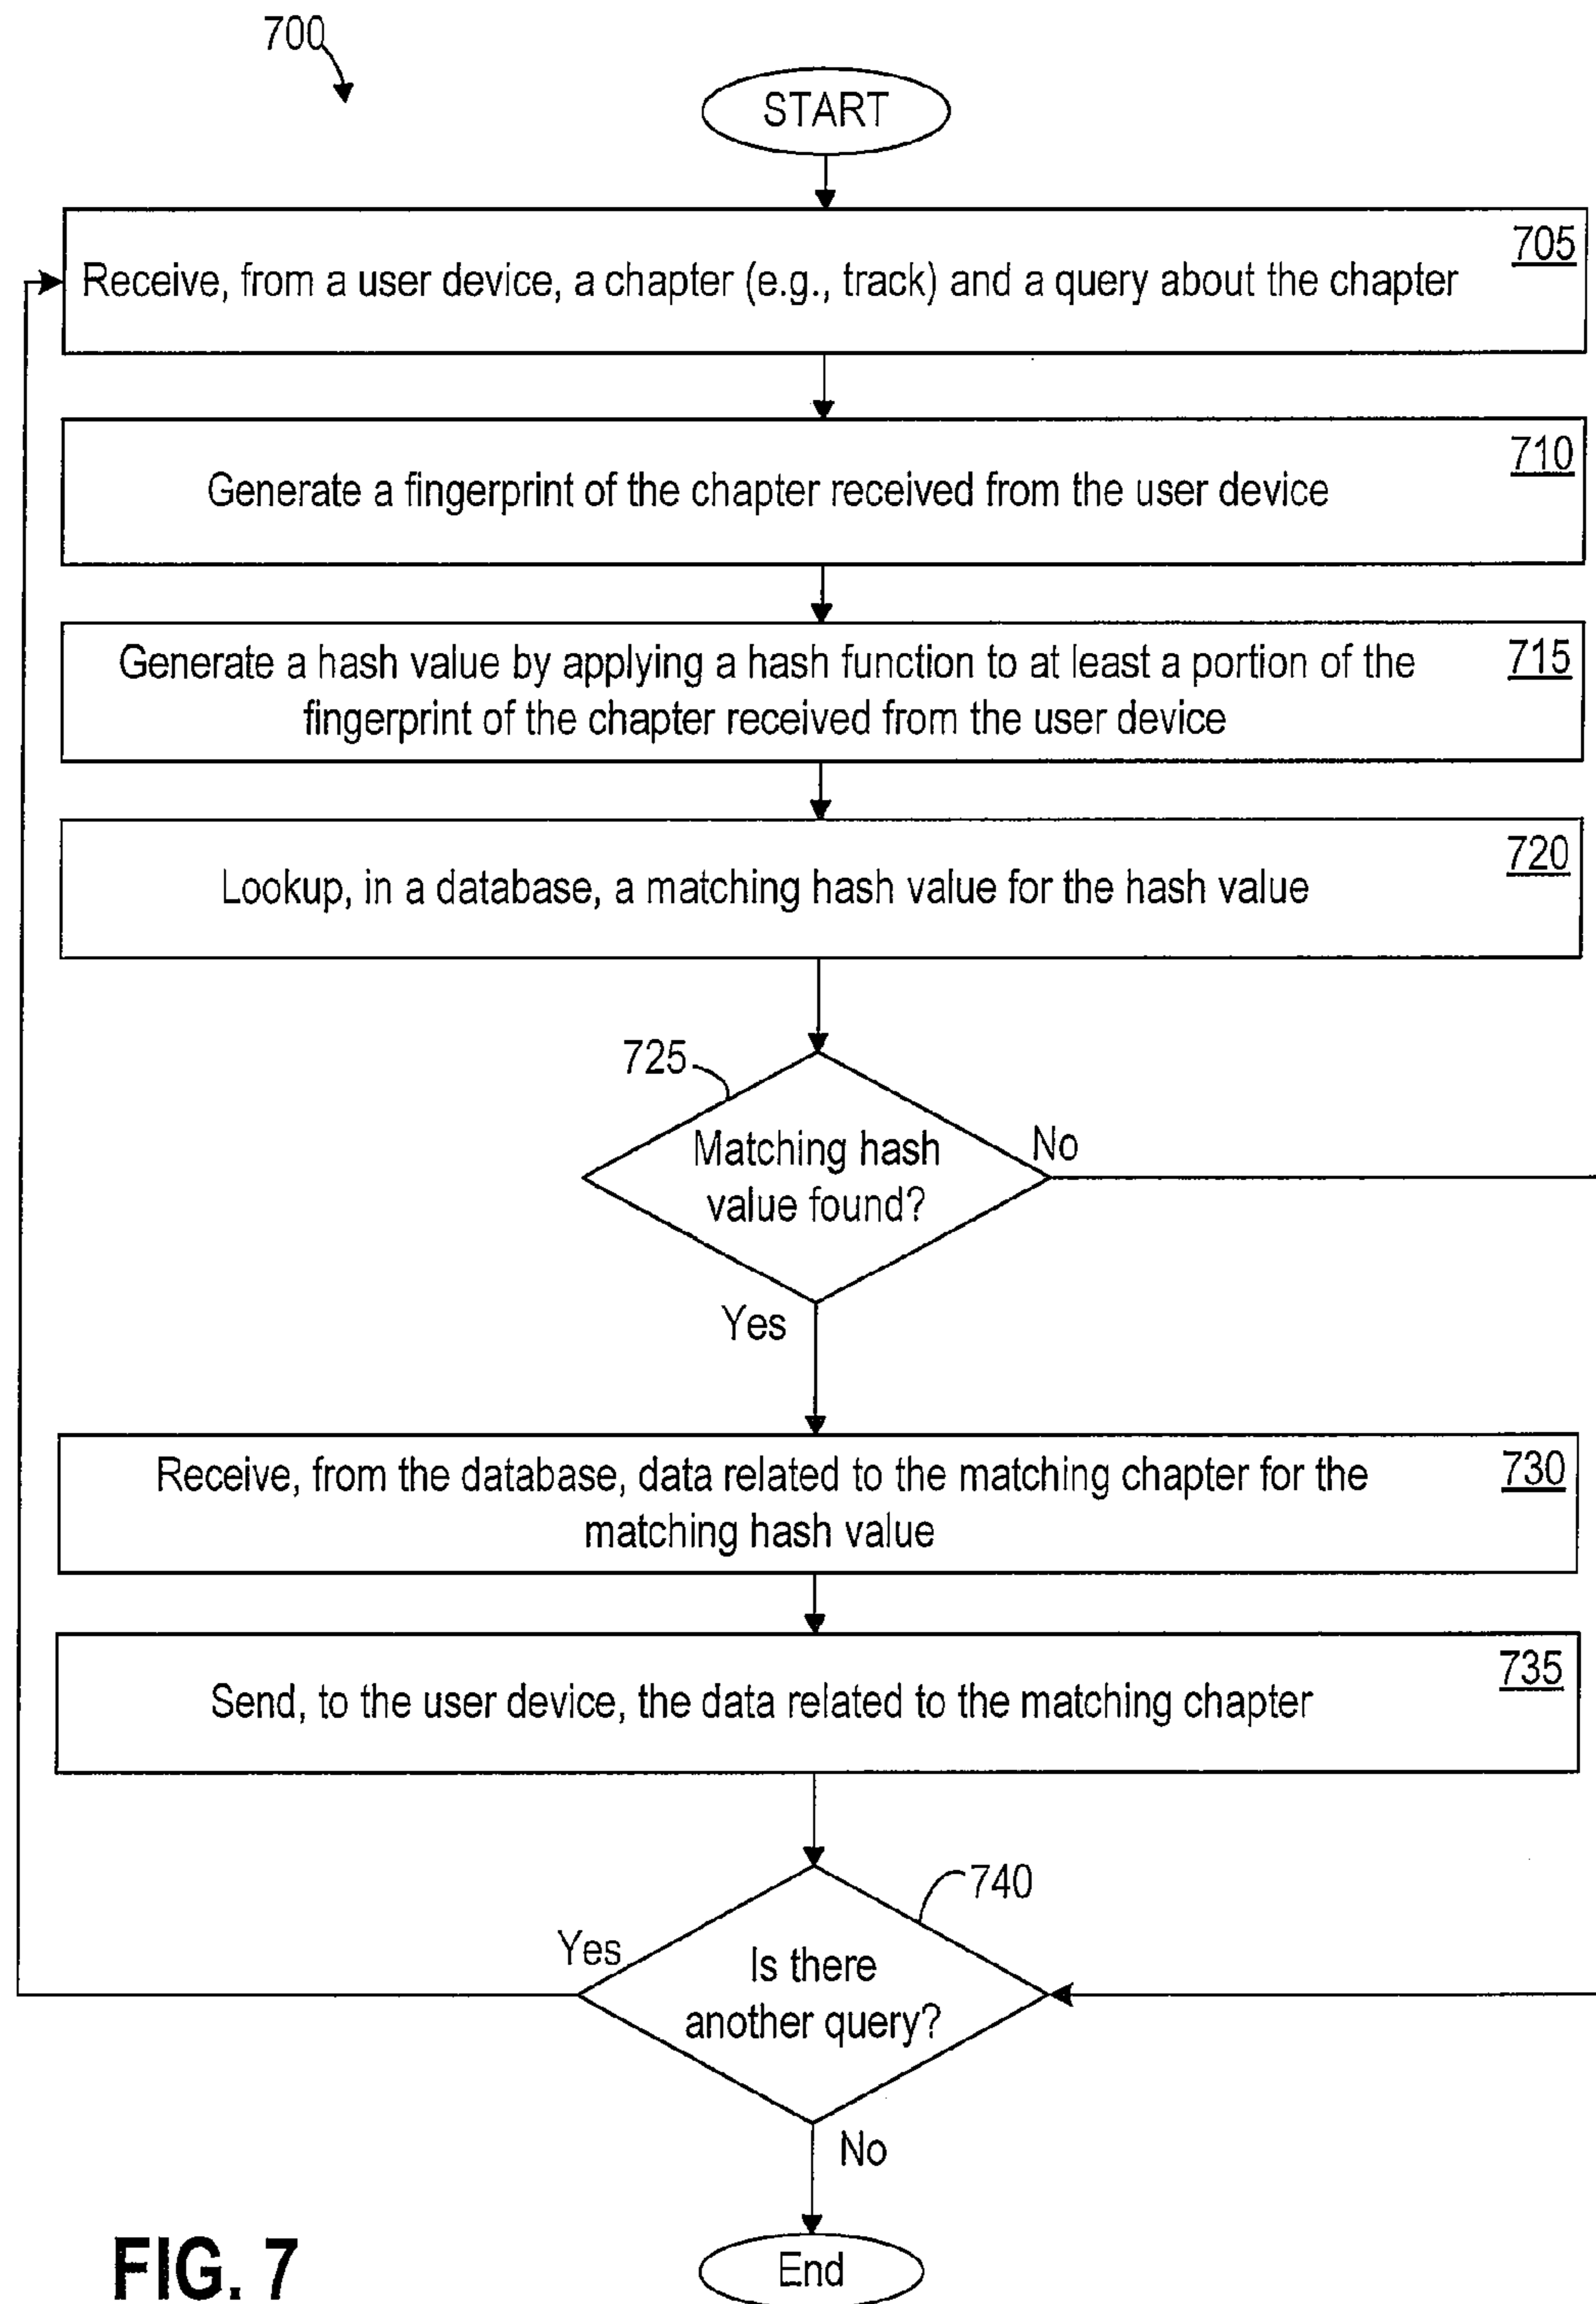 700
START
705
Receive, from a user device, a chapter (e.g., track) and a query about the chapter
710
Generate a fingerprint of the chapter received from the user device
Generate a hash value by applying a hash function to at least a portion of the
715
fingerprint of the chapter received from the user device
720
Lookup, in a database, a matching hash value for the hash value
725
Matching hash
value found?
No
Yes
Receive, from the database, data related to the matching chapter for the
730
matching hash value
735
Send, to the user device, the data related to the matching chapter
740
Yes
Is there
another query?
No
End
FIG. 7